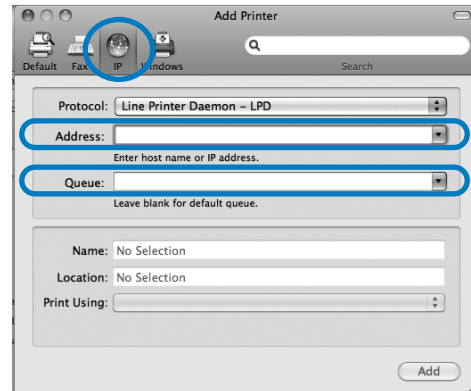 Add Printer
Default Fax IP Windows Search
Protocol: Line Printer Daemon – LPD
Address:
Enter host name or IP address.
Queue:
Leave blank for default queue.
Name: No Selection
Location: No Selection
Print Using:
Add